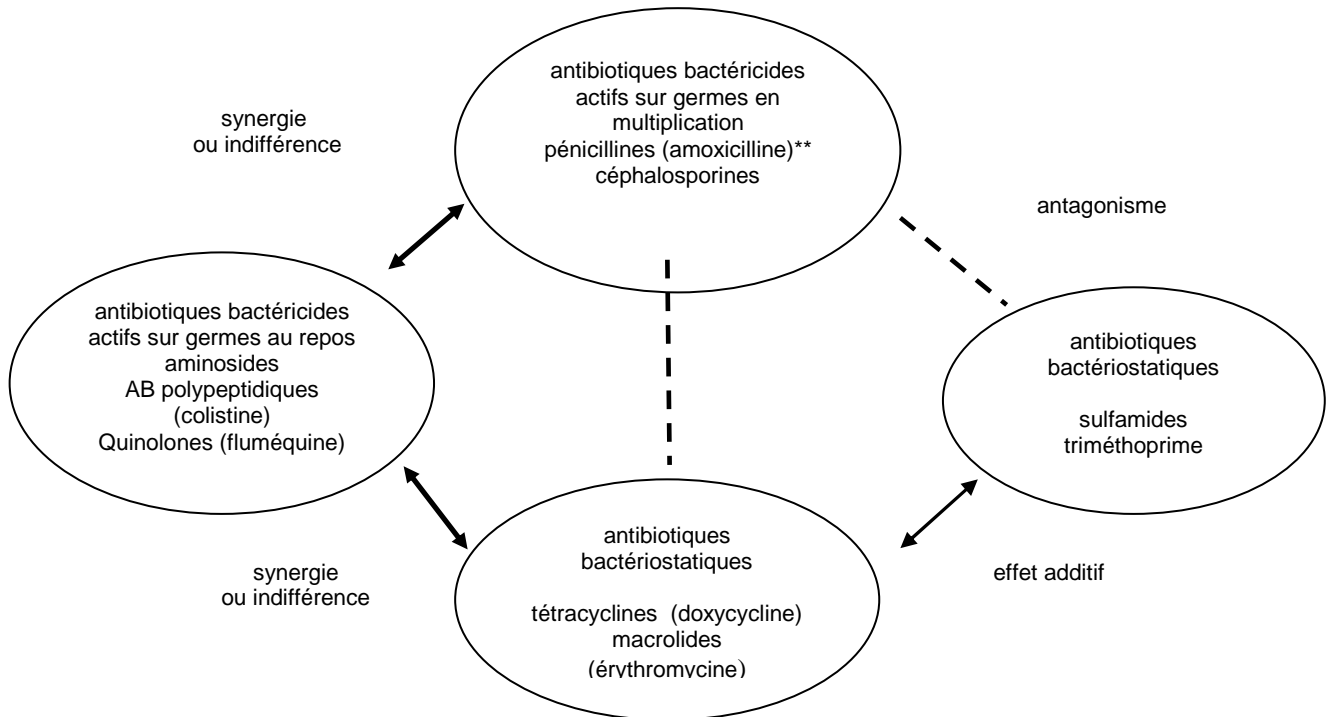 antibiotiques bactéricides
actifs sur germes en
multiplication
pénicillines (amoxicilline)**
céphalosporines
synergie
ou indifférence
antagonisme
antibiotiques bactéricides
actifs sur germes au repos
aminosides
AB polypeptidiques
(colistine)
Quinolones (fluméquine)
antibiotiques
bactériostatiques
sulfamides
triméthoprime
antibiotiques
bactériostatiques
tétracyclines (doxycycline)
macrolides
(érythromycine)
synergie
ou indifférence
effet additif